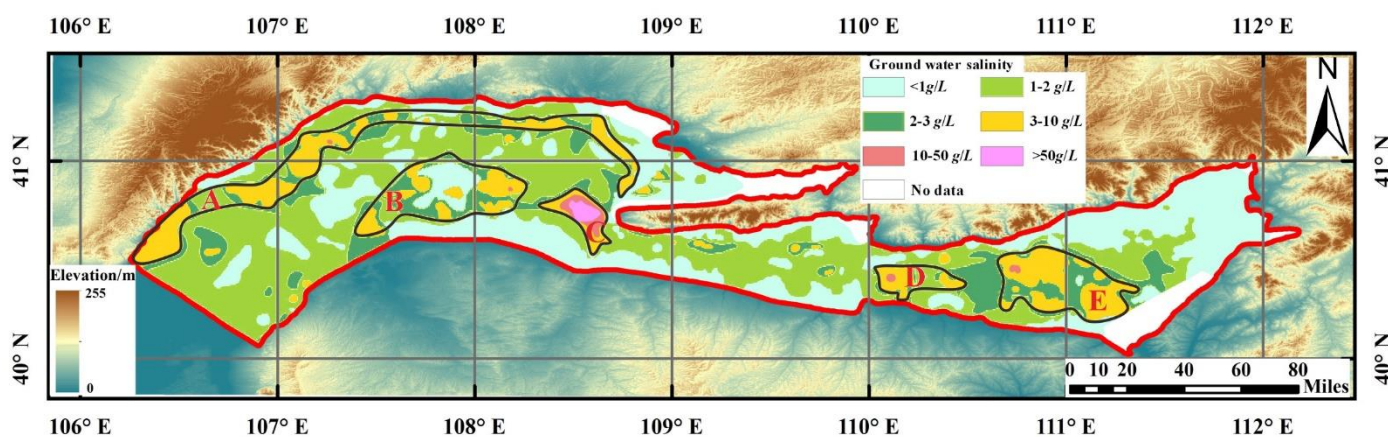 106° E 107° E 108° E 109° E 110° E 111° E 112° E
Ground water salinity
<1g/L 1-2 g/L
2-3 g/L 3-10 g/L
10-50 g/L >50g/L
No data
N
41° N 41° N
A B C D E
Elevation/m
255
0
40° N 40° N
0 10 20 40 60 80
Miles
106° E 107° E 108° E 109° E 110° E 111° E 112° E